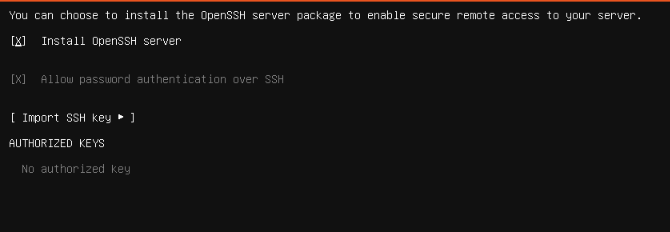 You can choose to install the OpenSSH server package to enable secure remote access to your server.
[X] Install OpenSSH server
[X] Allow password authentication over SSH
[ Import SSH key ▸ ]
AUTHORIZED KEYS
No authorized key